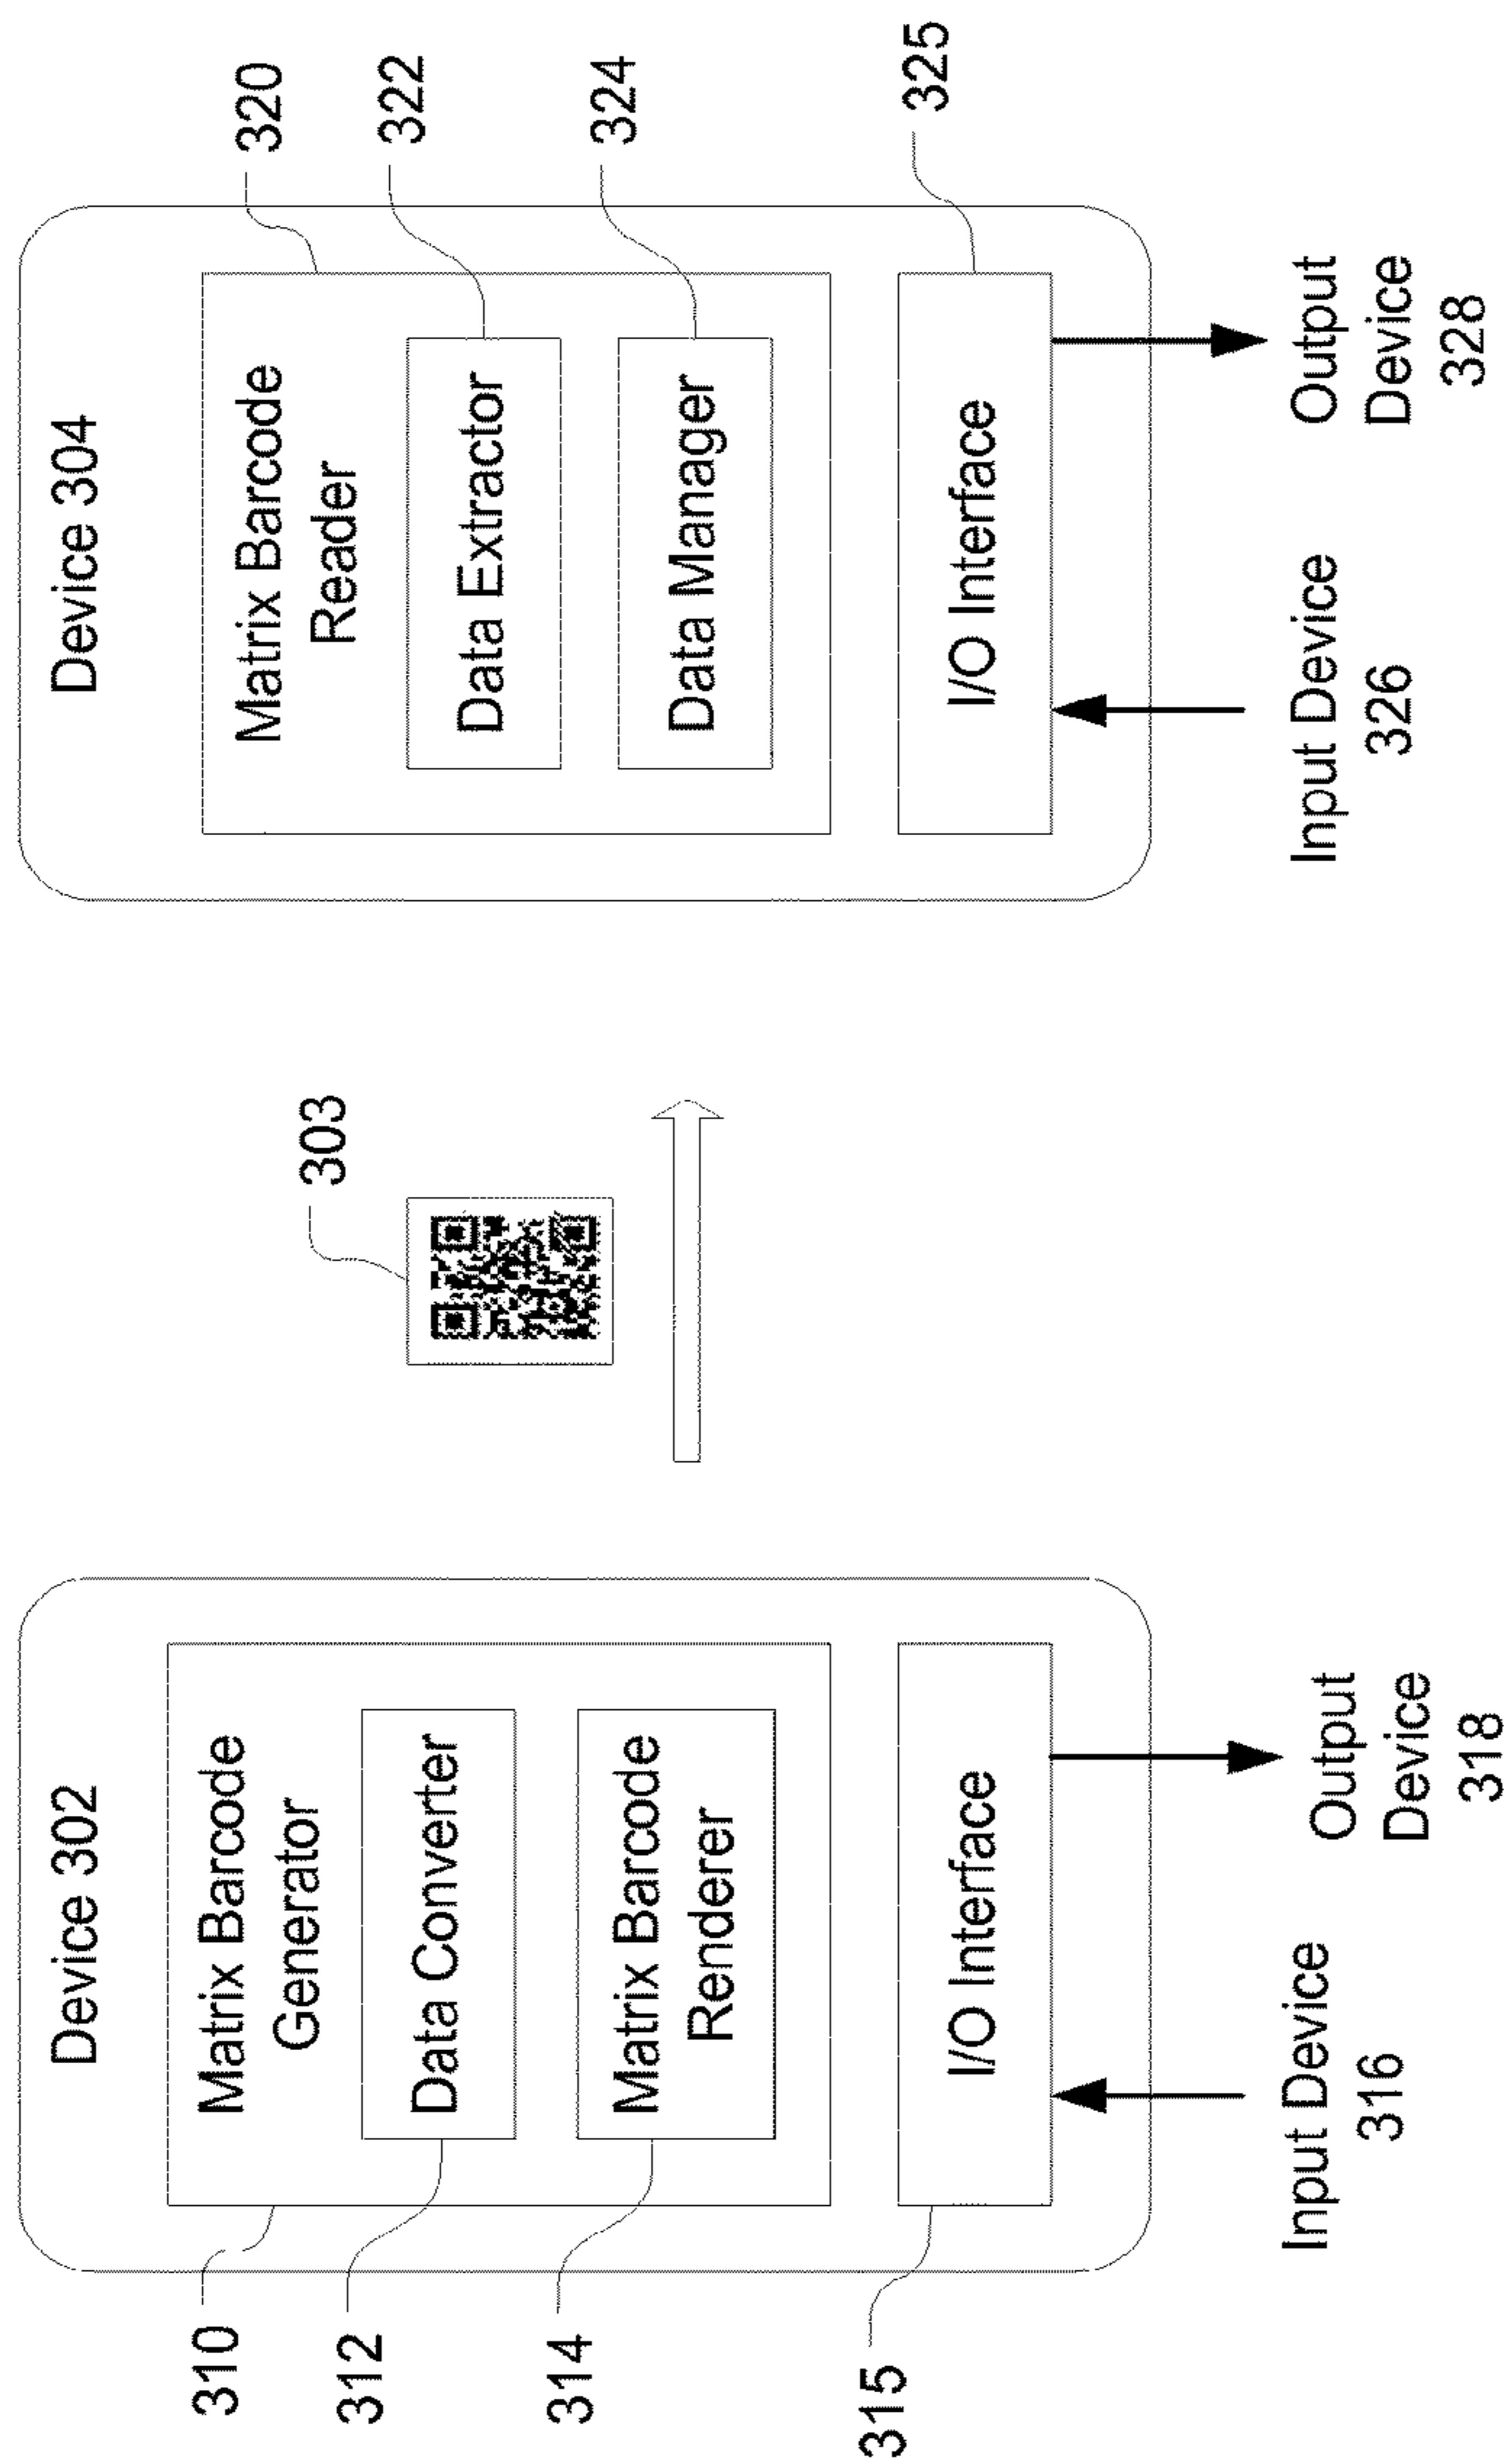 Device 302
310
Matrix Barcode
Generator
312
Data Converter
314
Matrix Barcode
Renderer
315
I/O Interface
Input Device
316
Output
Device
318
303
Device 304
320
Matrix Barcode
Reader
322
Data Extractor
324
Data Manager
325
I/O Interface
Input Device
326
Output
Device
328